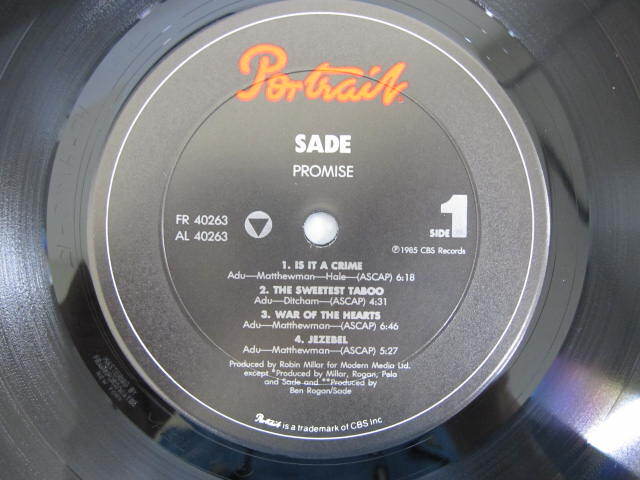 Portrait
SADE
PROMISE
FR 40263
AL 40263
SIDE 1
℗1985 CBS Records
1. IS IT A CRIME
Adu—Matthewman—Hale—(ASCAP) 6:18
2. THE SWEETEST TABOO
Adu—Ditcham—(ASCAP) 4:31
3. WAR OF THE HEARTS
Adu—Matthewman—(ASCAP) 6:46
4. JEZEBEL
Adu—Matthewman—(ASCAP) 5:27
Produced by Robin Millar for Modern Media Ltd.
except *Produced by Millar, Rogan, Pela
and Sade and **Produced by
Ben Rogan/Sade
Portrait is a trademark of CBS Inc